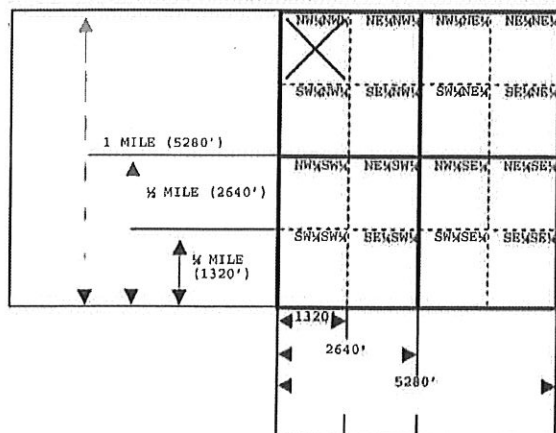 NW¼NW¼ NE¼NW¼ NW¼NE¼ NE¼NE¼
SW¼NW¼ SE¼NW¼ SW¼NE¼ SE¼NE¼
1 MILE (5280')
NW¼SW¼ NE¼SW¼ NW¼SE¼ NE¼SE¼
½ MILE (2640')
SW¼SW¼ SE¼SW¼ SW¼SE¼ SE¼SE¼
¼ MILE
(1320')
1320'
2640'
5280'